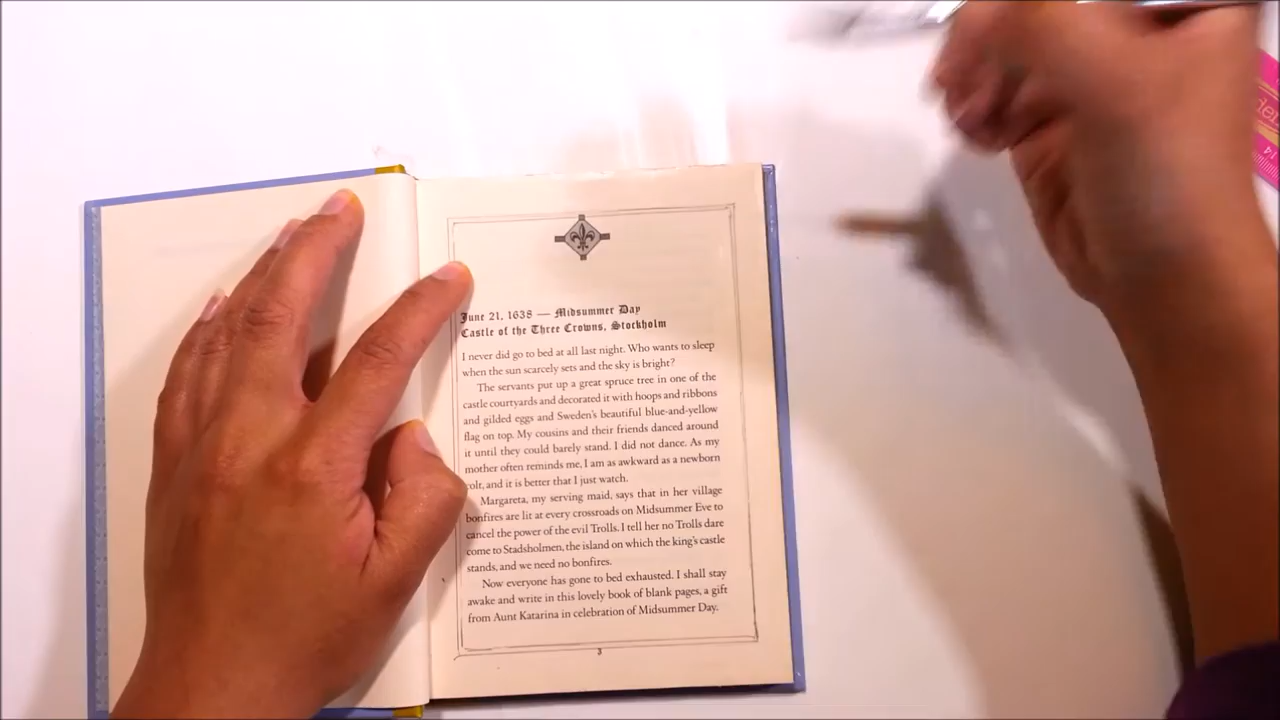 June 21, 1638 — Midsummer Day
Castle of the Three Crowns, Stockholm
I never did go to bed at all last night. Who wants to sleep
when the sun scarcely sets and the sky is bright?
The servants put up a great spruce tree in one of the
castle courtyards and decorated it with hoops and ribbons
and gilded eggs and Sweden's beautiful blue-and-yellow
flag on top. My cousins and their friends danced around
it until they could barely stand. I did not dance. As my
mother often reminds me, I am as awkward as a newborn
colt, and it is better that I just watch.
Margareta, my serving maid, says that in her village
bonfires are lit at every crossroads on Midsummer Eve to
cancel the power of the evil Trolls. I tell her no Trolls dare
come to Stadsholmen, the island on which the king's castle
stands, and we need no bonfires.
Now everyone has gone to bed exhausted. I shall stay
awake and write in this lovely book of blank pages, a gift
from Aunt Katarina in celebration of Midsummer Day.
3